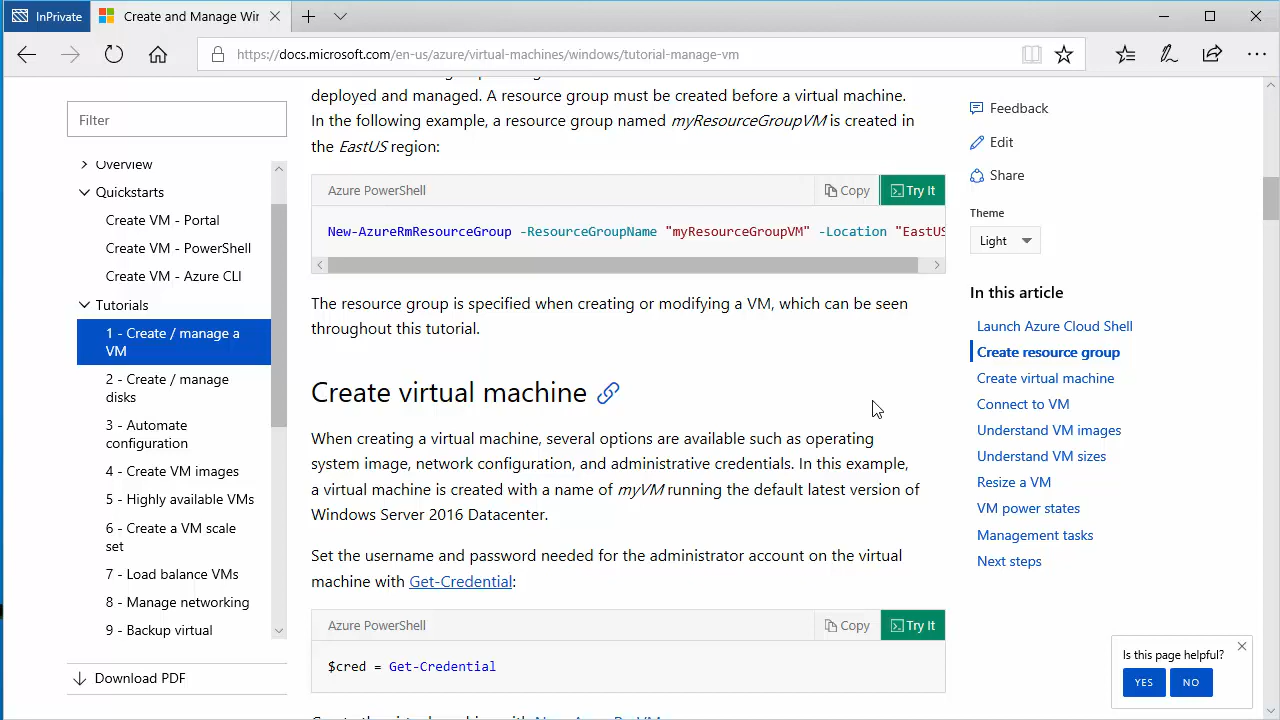 InPrivate
Create and Manage Wir
https://docs.microsoft.com/en-us/azure/virtual-machines/windows/tutorial-manage-vm
Filter
Overview
Quickstarts
Create VM - Portal
Create VM - PowerShell
Create VM - Azure CLI
Tutorials
1 - Create / manage a
VM
2 - Create / manage
disks
3 - Automate
configuration
4 - Create VM images
5 - Highly available VMs
6 - Create a VM scale
set
7 - Load balance VMs
8 - Manage networking
9 - Backup virtual
Download PDF
deployed and managed. A resource group must be created before a virtual machine.
In the following example, a resource group named myResourceGroupVM is created in
the EastUS region:
Azure PowerShell
Copy
Try It
New-AzureRmResourceGroup -ResourceGroupName "myResourceGroupVM" -Location "EastUS
The resource group is specified when creating or modifying a VM, which can be seen
throughout this tutorial.
Create virtual machine
When creating a virtual machine, several options are available such as operating
system image, network configuration, and administrative credentials. In this example,
a virtual machine is created with a name of myVM running the default latest version of
Windows Server 2016 Datacenter.
Set the username and password needed for the administrator account on the virtual
machine with Get-Credential:
Azure PowerShell
Copy
Try It
$cred = Get-Credential
Feedback
Edit
Share
Theme
Light
In this article
Launch Azure Cloud Shell
Create resource group
Create virtual machine
Connect to VM
Understand VM images
Understand VM sizes
Resize a VM
VM power states
Management tasks
Next steps
Is this page helpful?
YES
NO